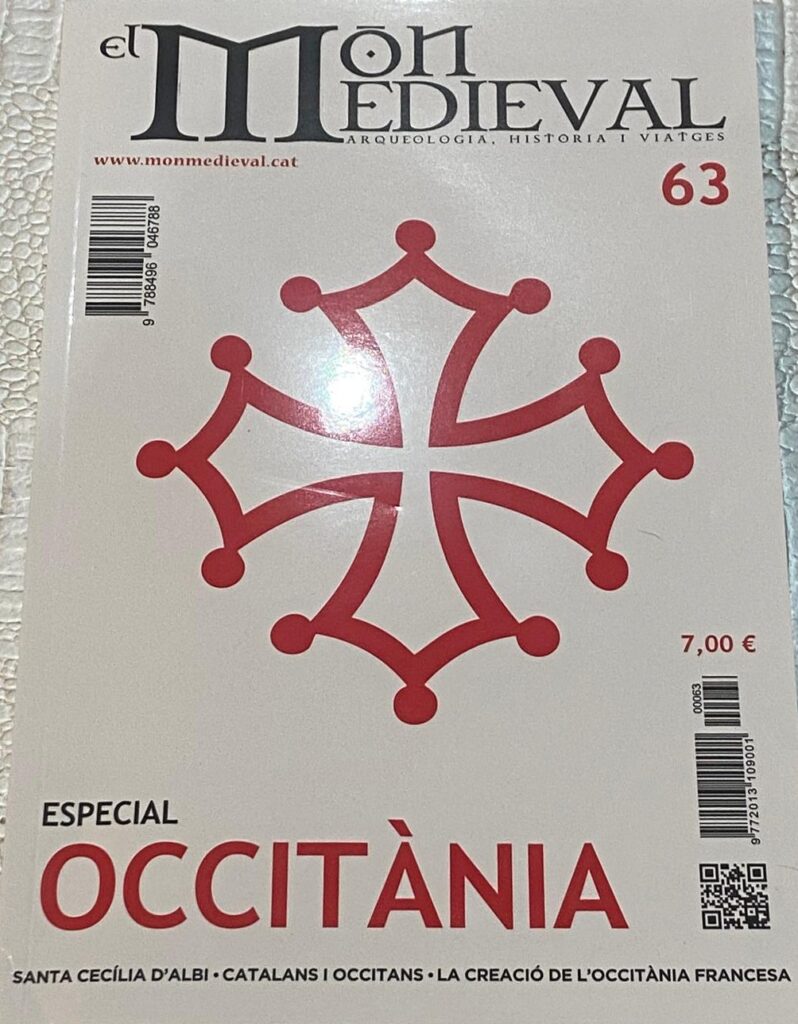 el MÓN
MEDIEVAL
ARQUEOLOGIA, HISTORIA I VIATGES
www.monmedieval.cat
63
9 788496 046788
7,00 €
00063
9 772013 109001
ESPECIAL
OCCITÀNIA
SANTA CECÍLIA D'ALBI · CATALANS I OCCITANS · LA CREACIÓ DE L'OCCITÀNIA FRANCESA